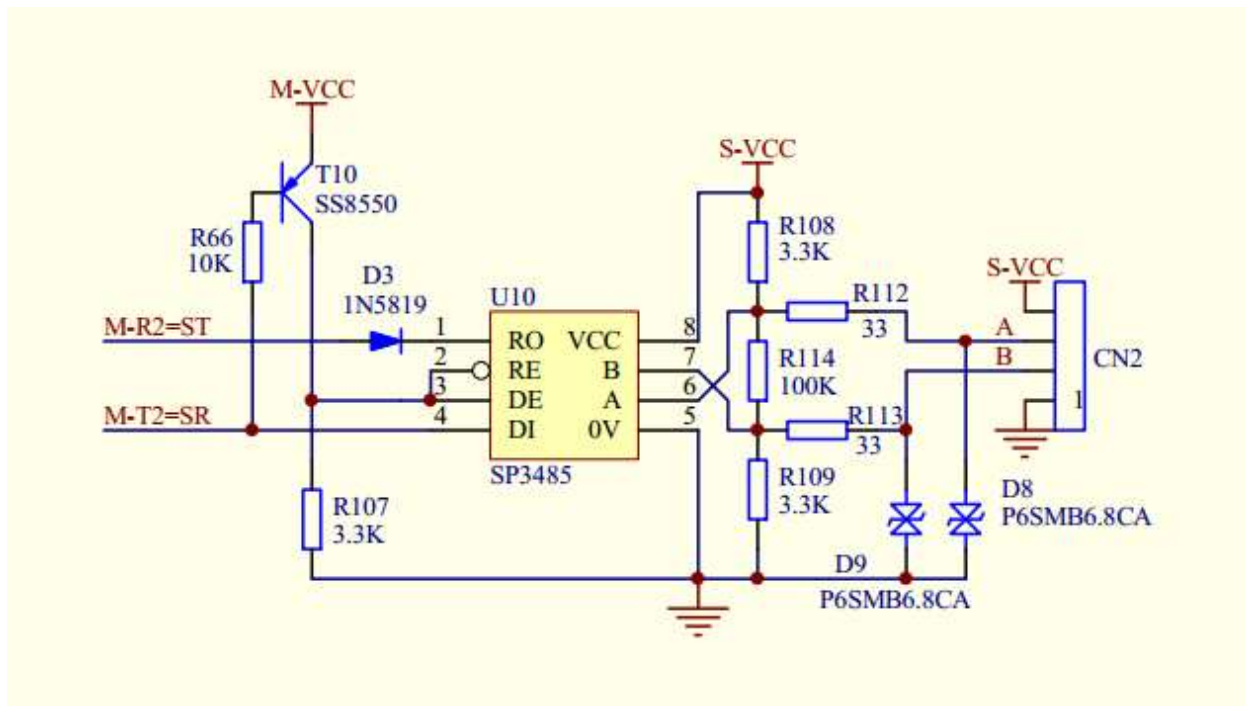 M-VCC
T10
SS8550
R66
10K
D3
1N5819
M-R2=ST
M-T2=SR
U10
1
2
3
4
RO VCC
RE B
DE A
DI 0V
8
7
6
5
SP3485
R107
3.3K
S-VCC
R108
3.3K
R112
33
R114
100K
R113
33
R109
3.3K
S-VCC
A
B
1
CN2
D8
P6SMB6.8CA
D9
P6SMB6.8CA